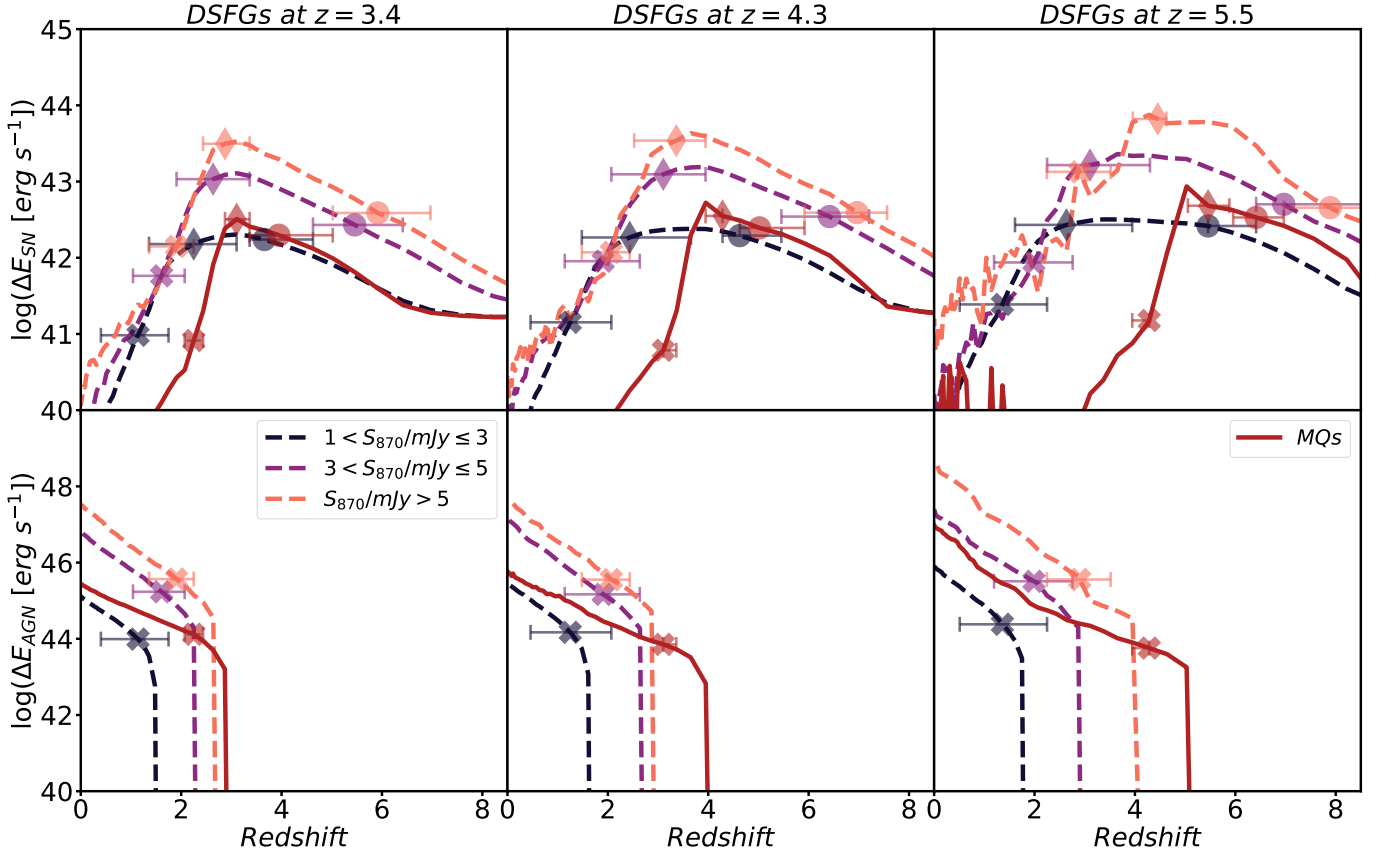 DSFGs at z = 3.4
DSFGs at z = 4.3
DSFGs at z = 5.5
log(ΔE_SN [erg s⁻¹])
45
44
43
42
41
40
log(ΔE_AGN [erg s⁻¹])
48
46
44
42
40
1 < S₈₇₀/mJy ≤ 3
3 < S₈₇₀/mJy ≤ 5
S₈₇₀/mJy > 5
MQs
0 2 4 6 8
0 2 4 6 8
0 2 4 6 8
Redshift
Redshift
Redshift